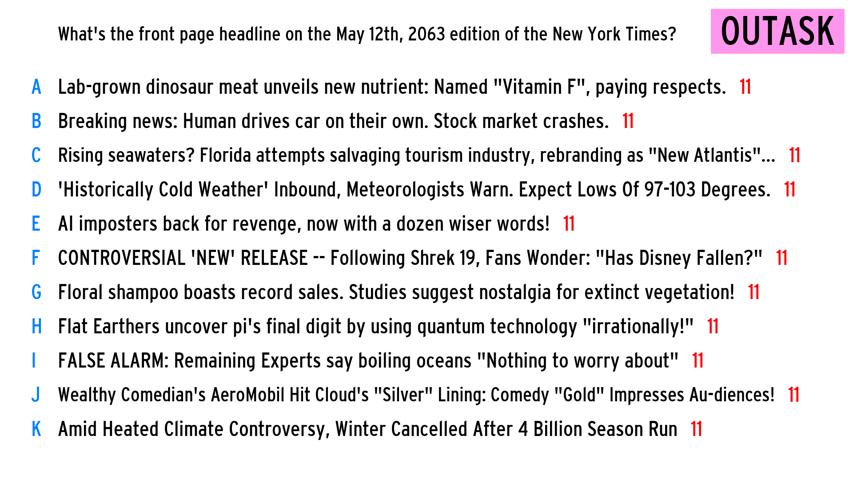 What's the front page headline on the May 12th, 2063 edition of the New York Times?
OUTASK
A Lab-grown dinosaur meat unveils new nutrient: Named "Vitamin F", paying respects. 11
B Breaking news: Human drives car on their own. Stock market crashes. 11
C Rising seawaters? Florida attempts salvaging tourism industry, rebranding as "New Atlantis"... 11
D 'Historically Cold Weather' Inbound, Meteorologists Warn. Expect Lows Of 97-103 Degrees. 11
E AI imposters back for revenge, now with a dozen wiser words! 11
F CONTROVERSIAL 'NEW' RELEASE -- Following Shrek 19, Fans Wonder: "Has Disney Fallen?" 11
G Floral shampoo boasts record sales. Studies suggest nostalgia for extinct vegetation! 11
H Flat Earthers uncover pi's final digit by using quantum technology "irrationally!" 11
I FALSE ALARM: Remaining Experts say boiling oceans "Nothing to worry about" 11
J Wealthy Comedian's AeroMobil Hit Cloud's "Silver" Lining: Comedy "Gold" Impresses Au-diences! 11
K Amid Heated Climate Controversy, Winter Cancelled After 4 Billion Season Run 11